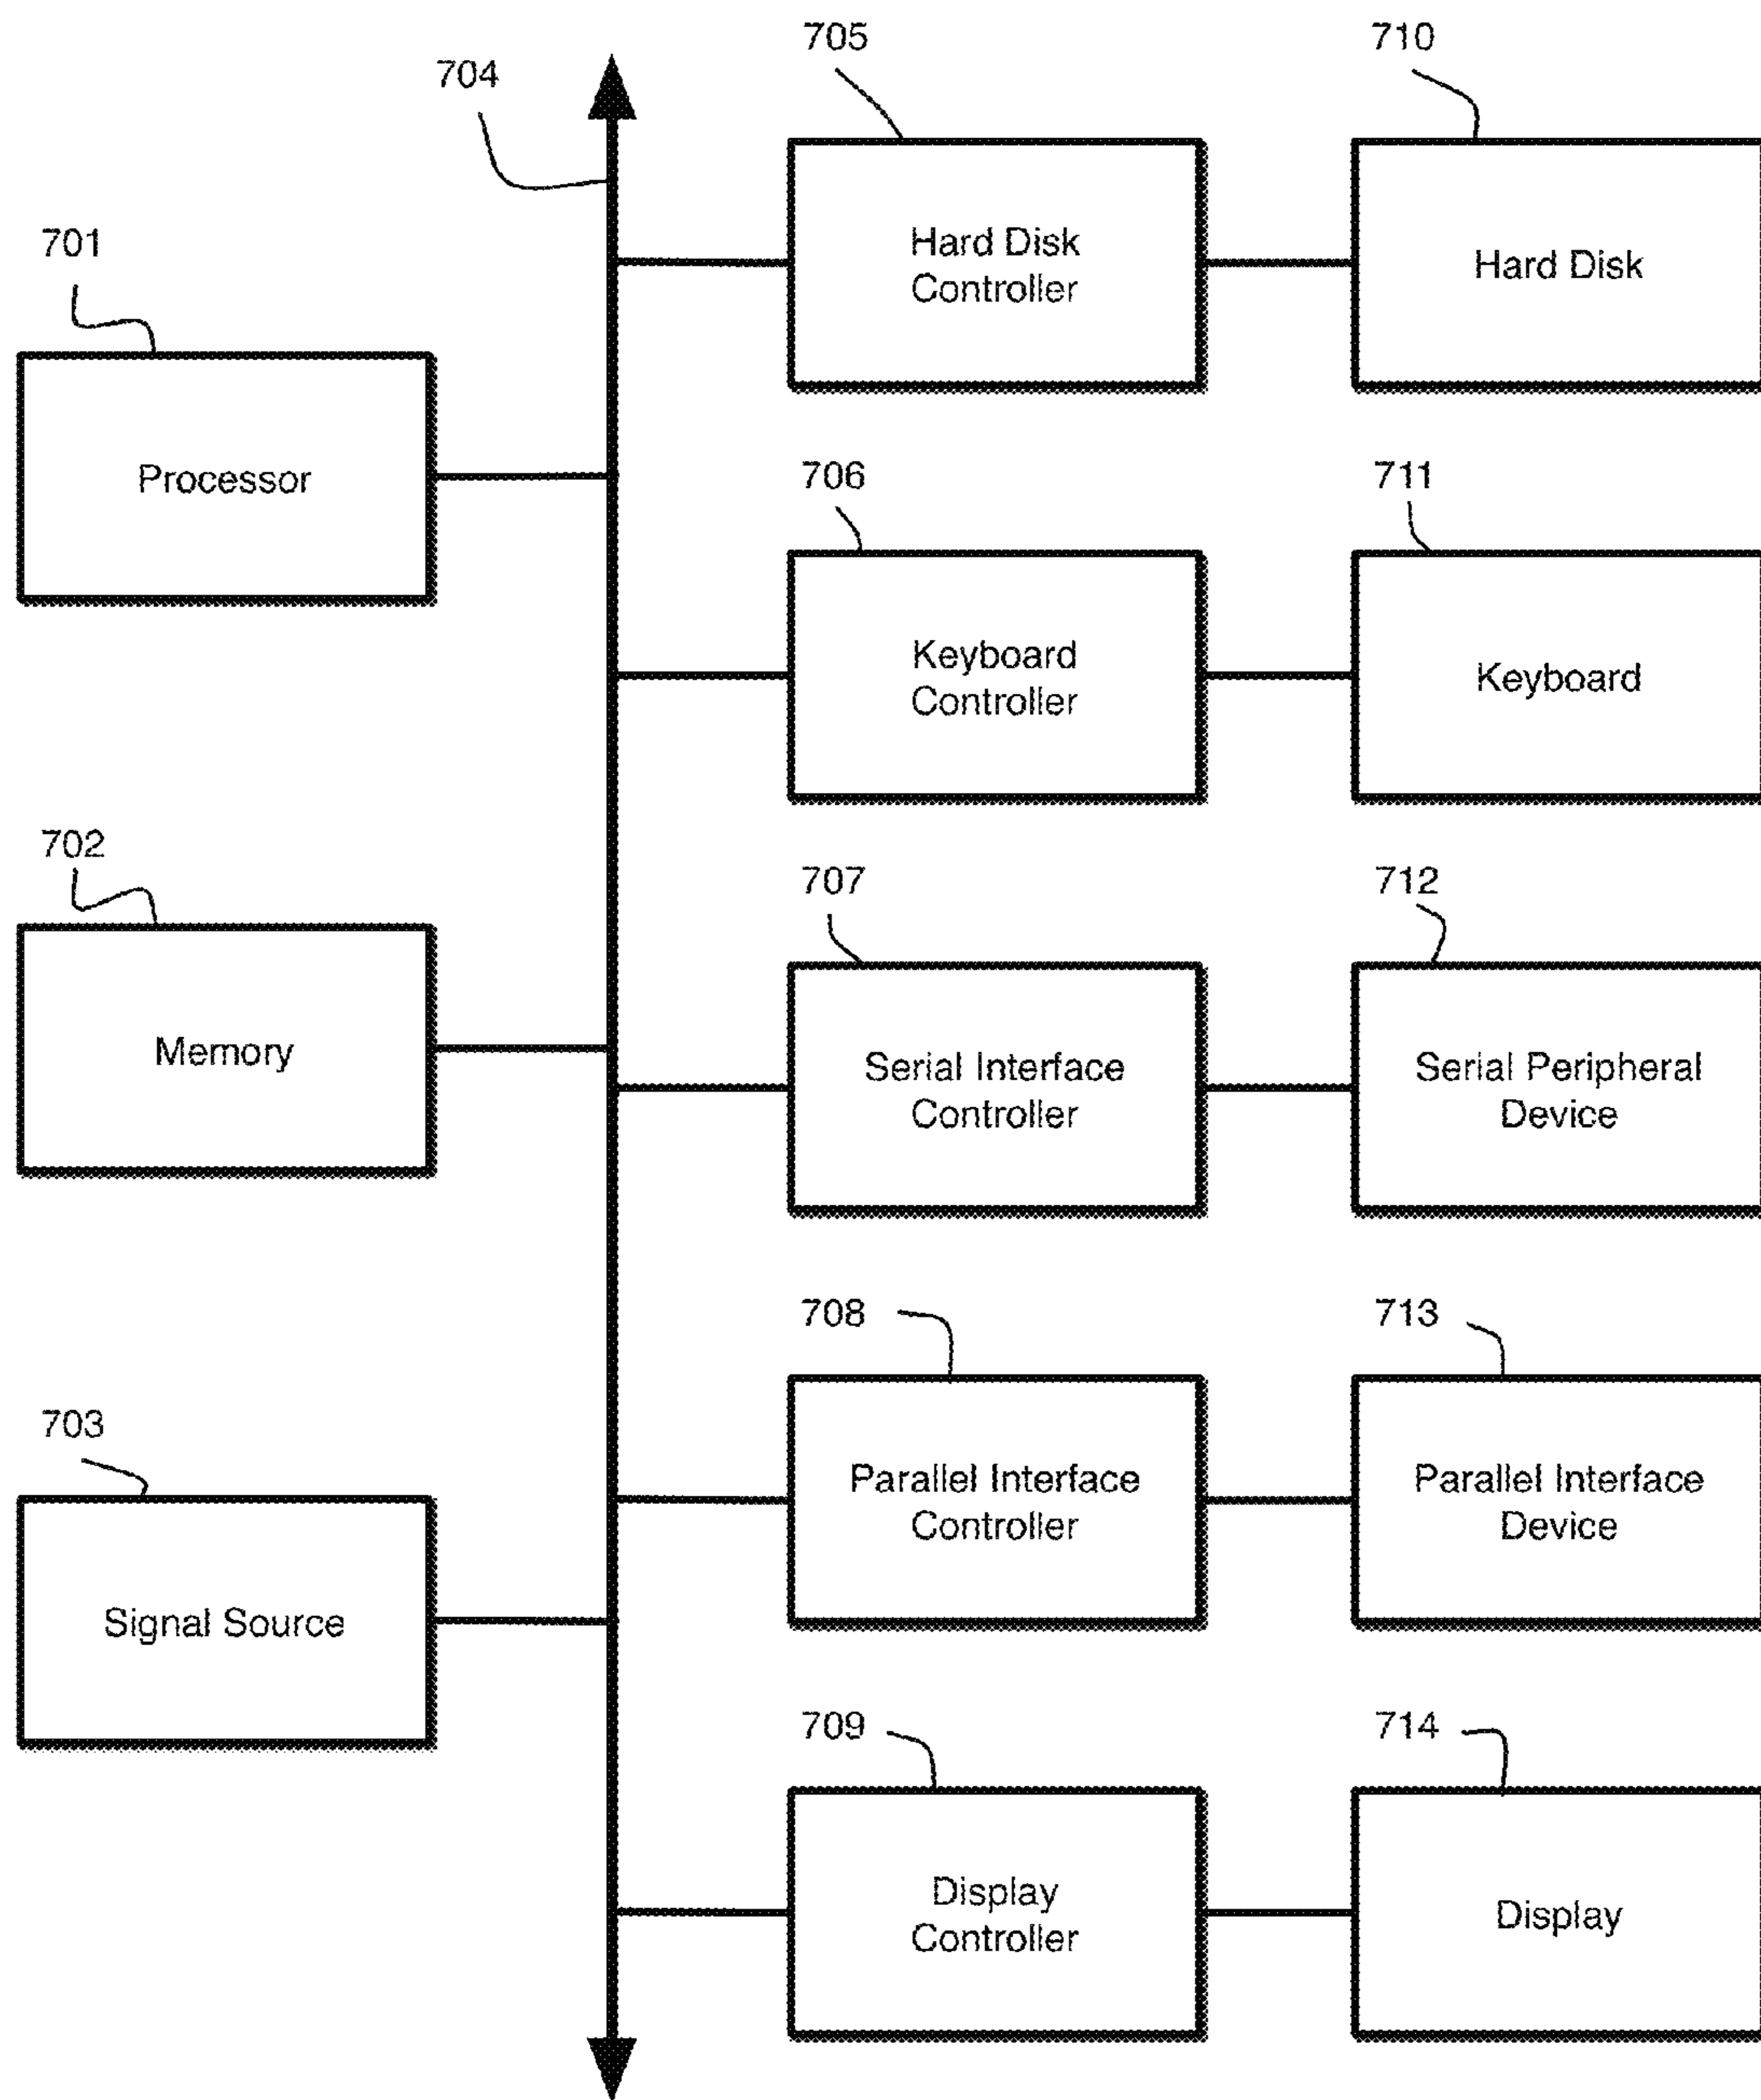 705
710
704
Hard Disk
Controller
Hard Disk
701
Processor
706
711
Keyboard
Controller
Keyboard
702
Memory
707
712
Serial Interface
Controller
Serial Peripheral
Device
708
713
703
Parallel Interface
Controller
Parallel Interface
Device
Signal Source
709
714
Display
Controller
Display